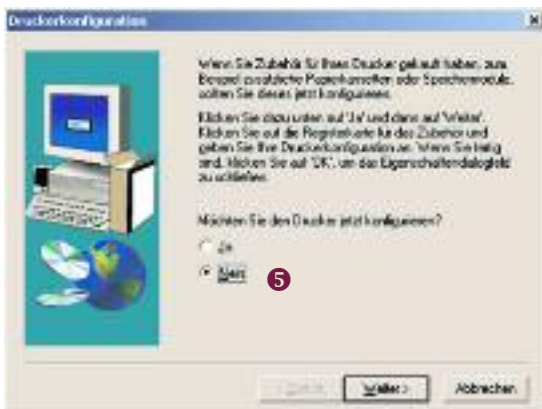 Druckerkonfiguration
Wenn Sie Zubehör für Ihren Drucker gekauft haben, zum
Beispiel zusätzliche Papierkassetten oder Speichermodule,
sollten Sie dieses jetzt konfigurieren.
Klicken Sie dazu unten auf 'Ja' und dann auf 'Weiter'.
Klicken Sie auf die Registerkarte für das Zubehör und
geben Sie Ihre Druckerkonfiguration an. Wenn Sie fertig
sind, klicken Sie auf 'OK', um das Eigenschaftendialogfeld
zu schließen.
Möchten Sie den Drucker jetzt konfigurieren?
Ja
Nein
5
< Zurück
Weiter >
Abbrechen